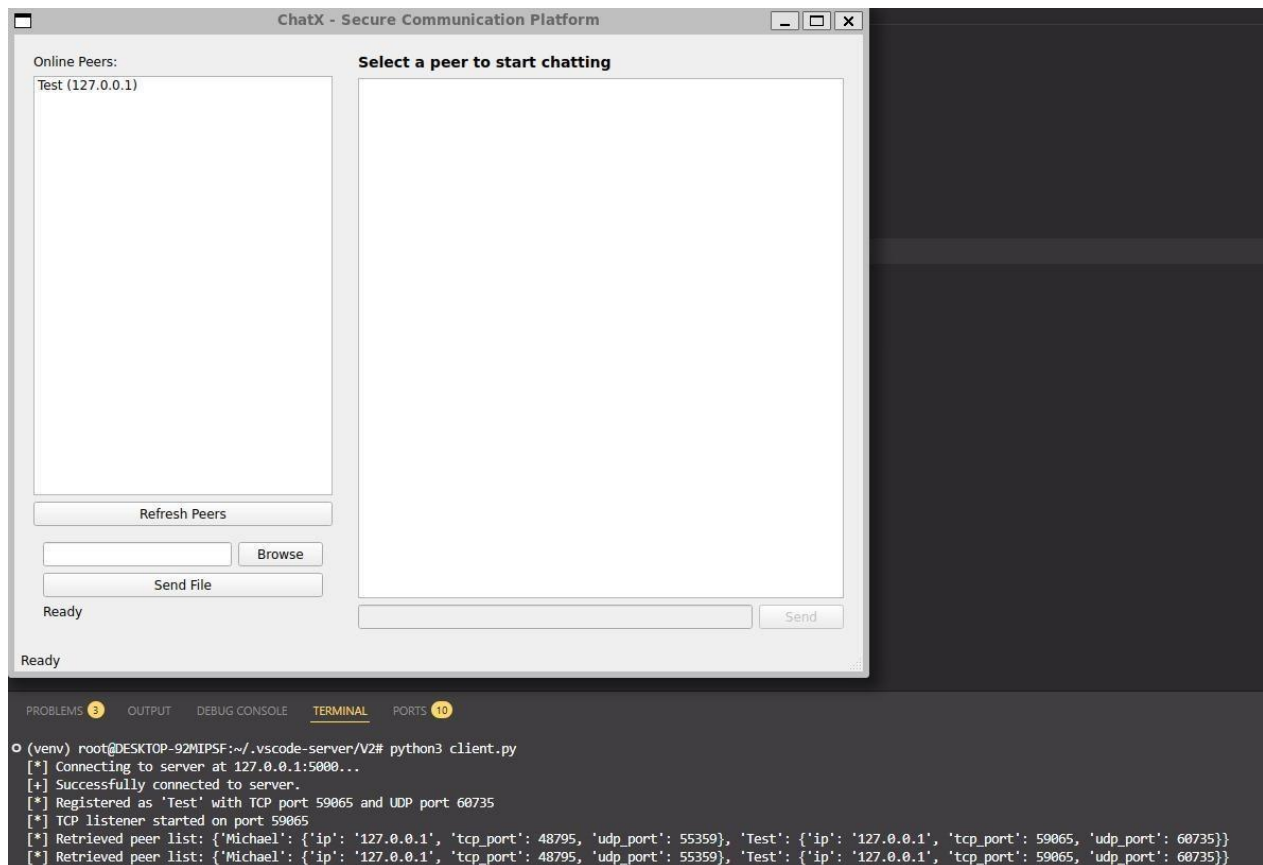 ChatX - Secure Communication Platform
Online Peers:
Test (127.0.0.1)
Refresh Peers
Browse
Send File
Ready
Select a peer to start chatting
Send
Ready
PROBLEMS 3 OUTPUT DEBUG CONSOLE TERMINAL PORTS 10
(venv) root@DESKTOP-92MIPSF:~/.vscode-server/V2# python3 client.py
[*] Connecting to server at 127.0.0.1:5000...
[+] Successfully connected to server.
[*] Registered as 'Test' with TCP port 59065 and UDP port 60735
[*] TCP listener started on port 59065
[*] Retrieved peer list: {'Michael': {'ip': '127.0.0.1', 'tcp_port': 48795, 'udp_port': 55359}, 'Test': {'ip': '127.0.0.1', 'tcp_port': 59065, 'udp_port': 60735}}
[*] Retrieved peer list: {'Michael': {'ip': '127.0.0.1', 'tcp_port': 48795, 'udp_port': 55359}, 'Test': {'ip': '127.0.0.1', 'tcp_port': 59065, 'udp_port': 60735}}